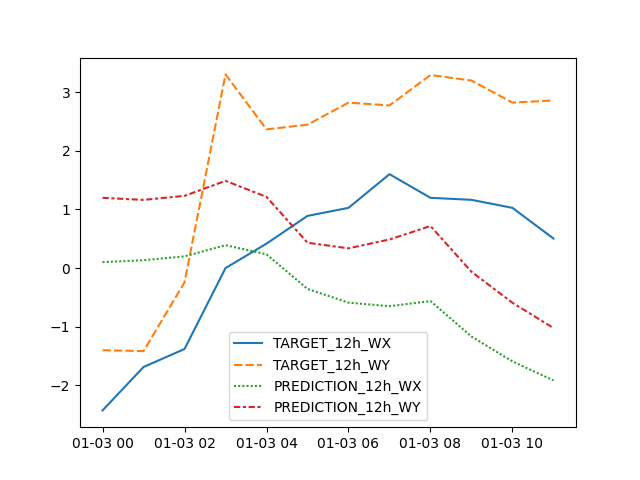 3
2
1
0
−1
−2
TARGET_12h_WX
TARGET_12h_WY
PREDICTION_12h_WX
PREDICTION_12h_WY
01-03 00 01-03 02 01-03 04 01-03 06 01-03 08 01-03 10